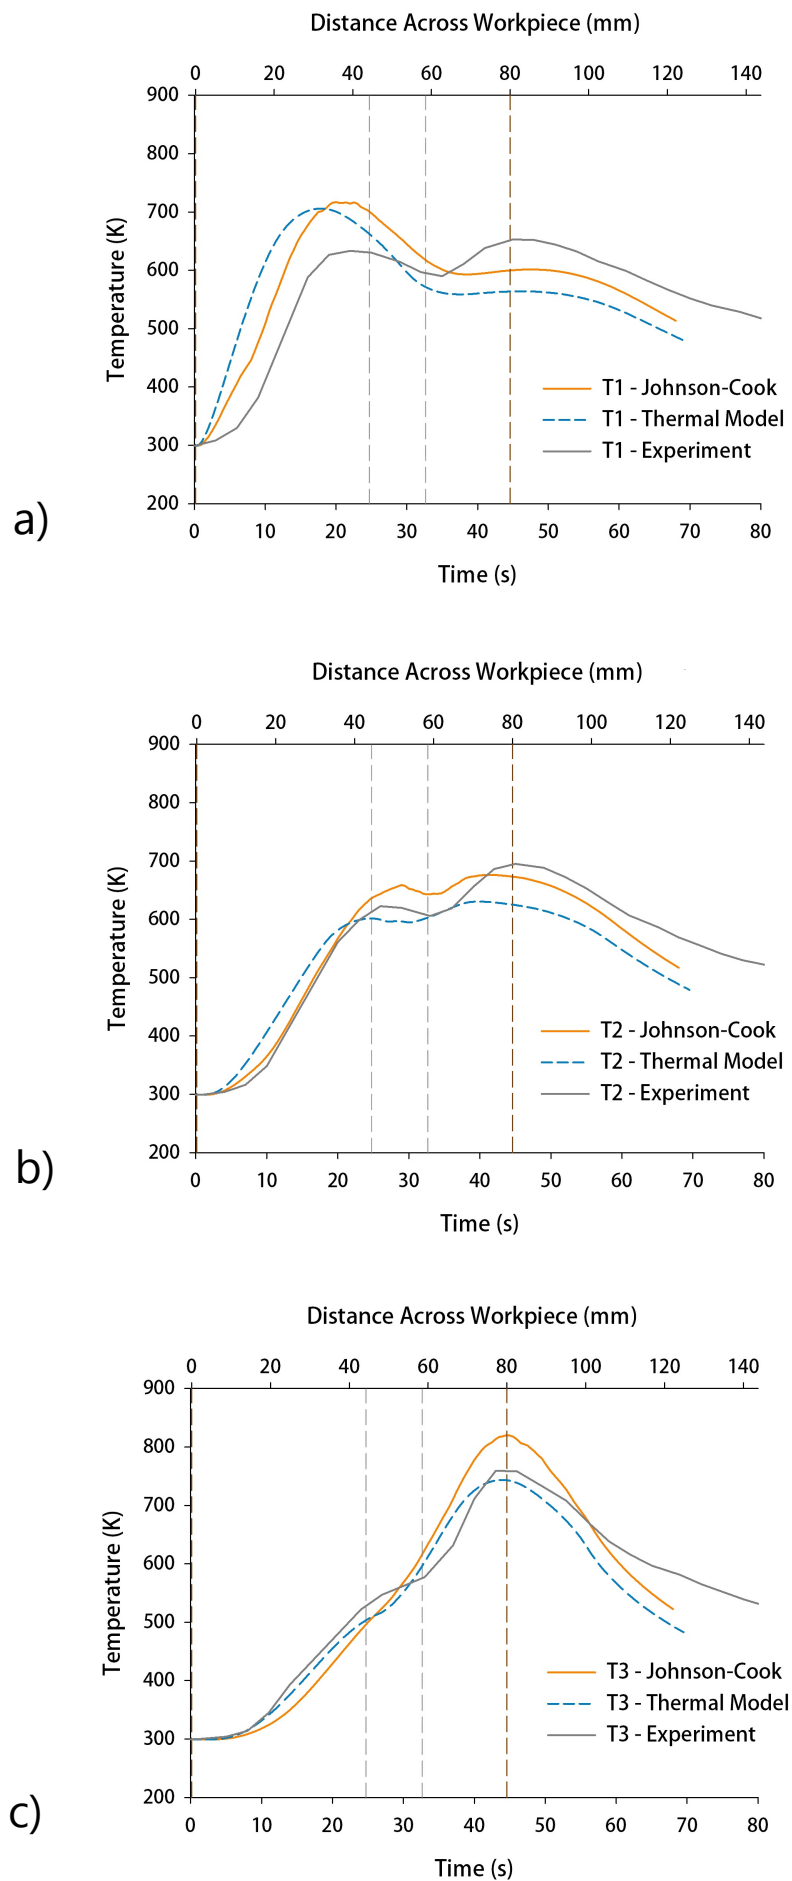 Distance Across Workpiece (mm)
0 20 40 60 80 100 120 140
900
800
700
600
500
400
300
200
Temperature (K)
T1 - Johnson-Cook
T1 - Thermal Model
T1 - Experiment
a)
0 10 20 30 40 50 60 70 80
Time (s)
Distance Across Workpiece (mm)
0 20 40 60 80 100 120 140
900
800
700
600
500
400
300
200
Temperature (K)
T2 - Johnson-Cook
T2 - Thermal Model
T2 - Experiment
b)
0 10 20 30 40 50 60 70 80
Time (s)
Distance Across Workpiece (mm)
0 20 40 60 80 100 120 140
900
800
700
600
500
400
300
200
Temperature (K)
T3 - Johnson-Cook
T3 - Thermal Model
T3 - Experiment
c)
0 10 20 30 40 50 60 70 80
Time (s)